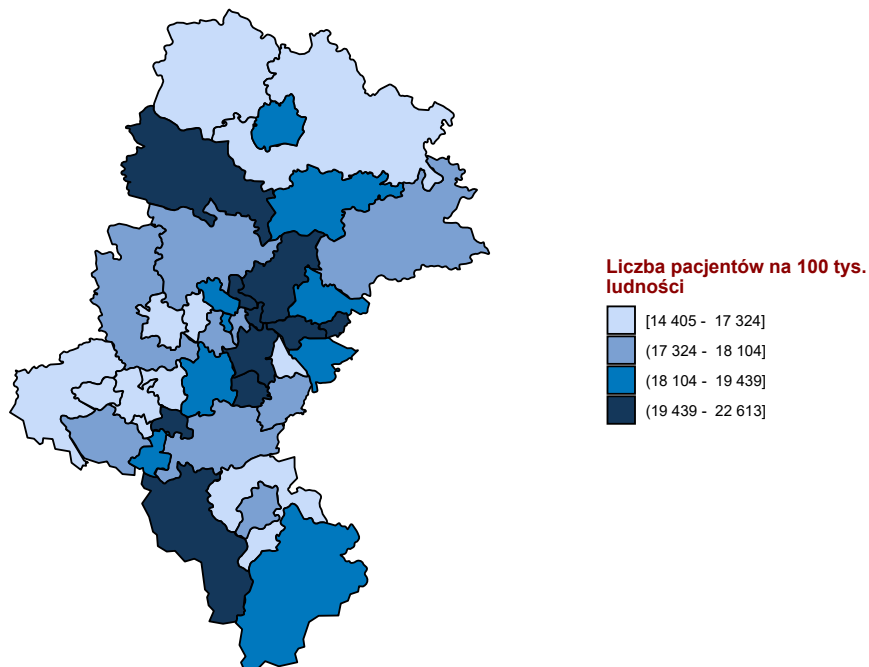 Liczba pacjentów na 100 tys.
ludności
[14 405 - 17 324]
(17 324 - 18 104]
(18 104 - 19 439]
(19 439 - 22 613]